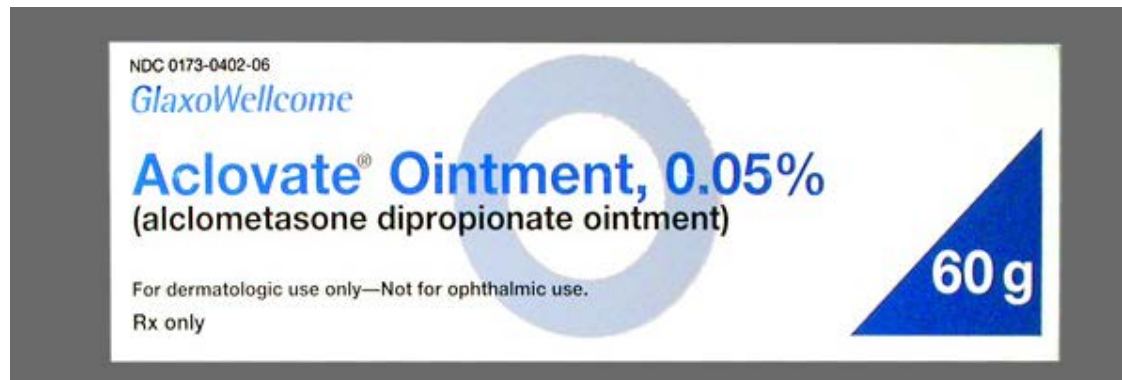 NDC 0173-0402-06
GlaxoWellcome
Aclovate® Ointment, 0.05%
(alclometasone dipropionate ointment)
60 g
For dermatologic use only—Not for ophthalmic use.
Rx only